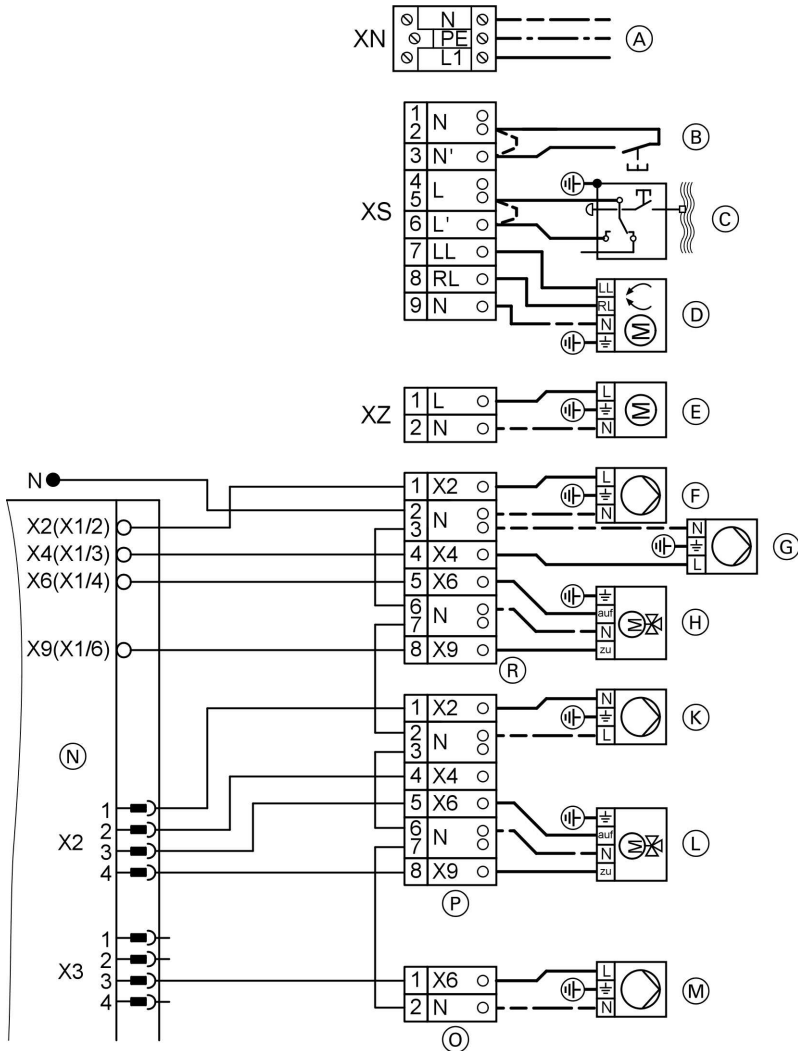 XN
N
PE
L1
A
XS
1
2
N
3
N'
4
5
L
6
L'
7
LL
8
RL
9
N
B
C
LL
RL
N
M
D
XZ
1
L
2
N
L
N
M
E
N
X2(X1/2)
X4(X1/3)
X6(X1/4)
X9(X1/6)
1
X2
2
3
N
4
X4
5
X6
6
7
N
8
X9
R
L
N
F
N
L
G
auf
N
zu
M
H
N
X2
1
2
3
4
X3
1
2
3
4
1
X2
2
3
N
4
X4
5
X6
6
7
N
8
X9
P
N
L
K
auf
N
zu
M
L
1
X6
2
N
O
L
N
M